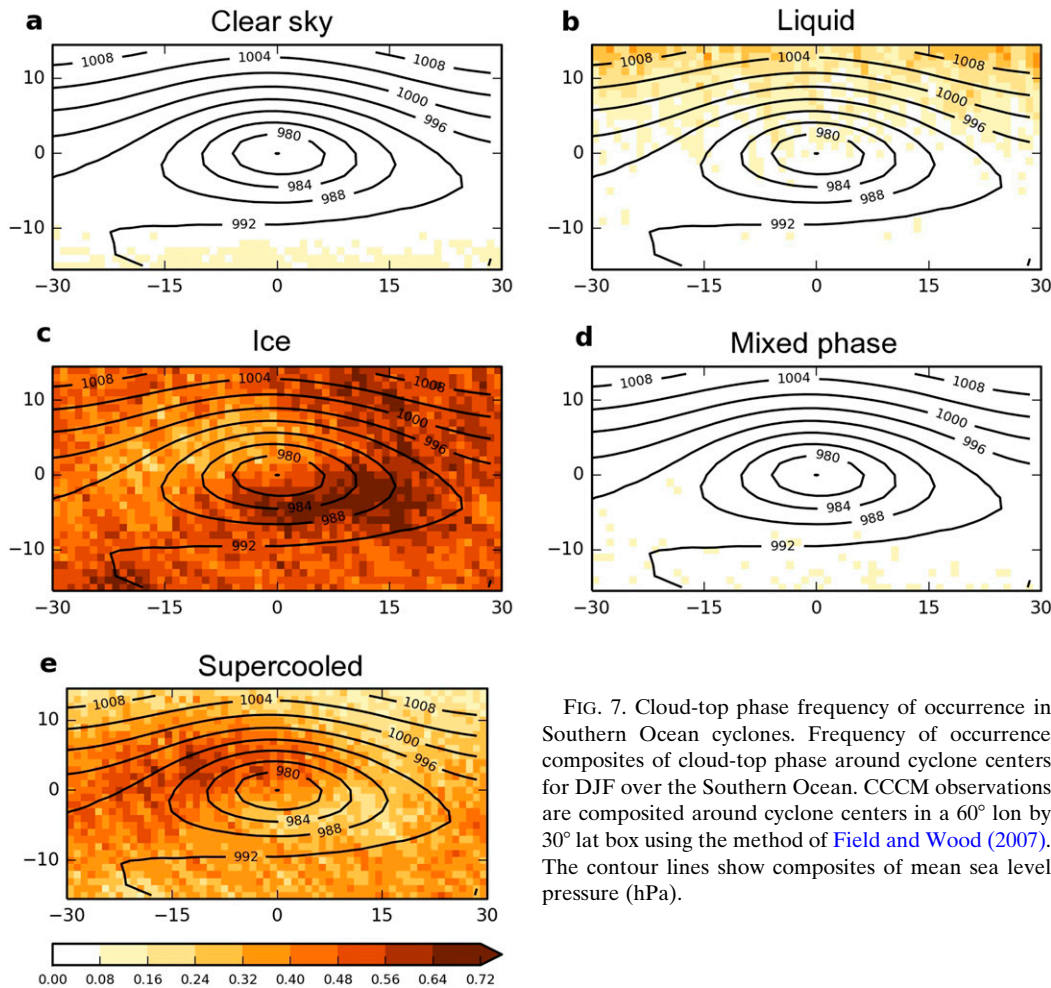 a Clear sky
1008 1004 1008
1000
996
980
984
988
992
10
0
−10
−30 −15 0 15 30
b Liquid
1008 1004 1008
1000
996
980
984
988
992
10
0
−10
−30 −15 0 15 30
c Ice
1008 1004 1008
1000
996
980
984
988
992
10
0
−10
−30 −15 0 15 30
d Mixed phase
1008 1004 1008
1000
996
980
984
988
992
10
0
−10
−30 −15 0 15 30
e Supercooled
1008 1004 1008
1000
996
980
984
988
992
10
0
−10
−30 −15 0 15 30
0.00 0.08 0.16 0.24 0.32 0.40 0.48 0.56 0.64 0.72
FIG. 7. Cloud-top phase frequency of occurrence in
Southern Ocean cyclones. Frequency of occurrence
composites of cloud-top phase around cyclone centers
for DJF over the Southern Ocean. CCCM observations
are composited around cyclone centers in a 60° lon by
30° lat box using the method of Field and Wood (2007).
The contour lines show composites of mean sea level
pressure (hPa).